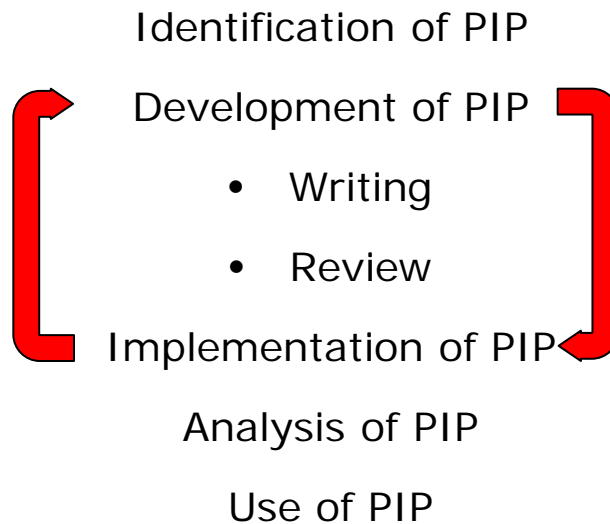 Identification of PIP
Development of PIP
• Writing
• Review
Implementation of PIP
Analysis of PIP
Use of PIP